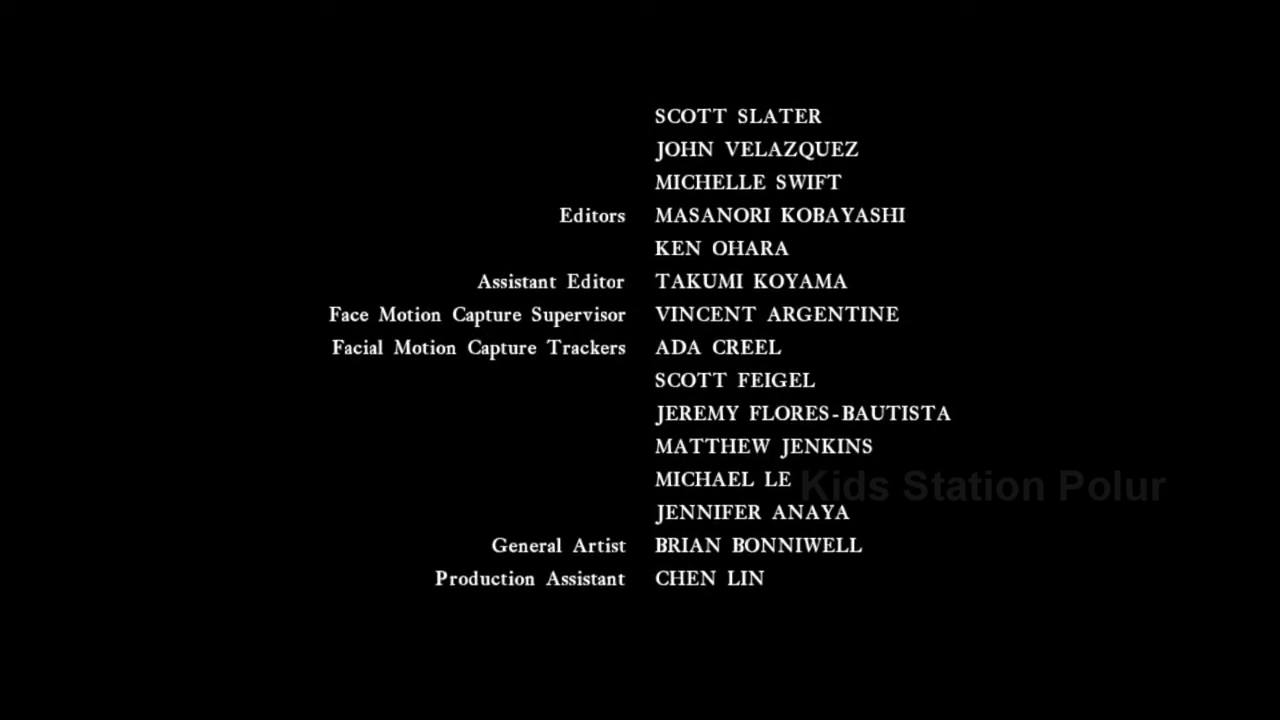 SCOTT SLATER
JOHN VELAZQUEZ
MICHELLE SWIFT
Editors MASANORI KOBAYASHI
KEN OHARA
Assistant Editor TAKUMI KOYAMA
Face Motion Capture Supervisor VINCENT ARGENTINE
Facial Motion Capture Trackers ADA CREEL
SCOTT FEIGEL
JEREMY FLORES-BAUTISTA
MATTHEW JENKINS
MICHAEL LE
Kids Station Polur
JENNIFER ANAYA
General Artist BRIAN BONNIWELL
Production Assistant CHEN LIN